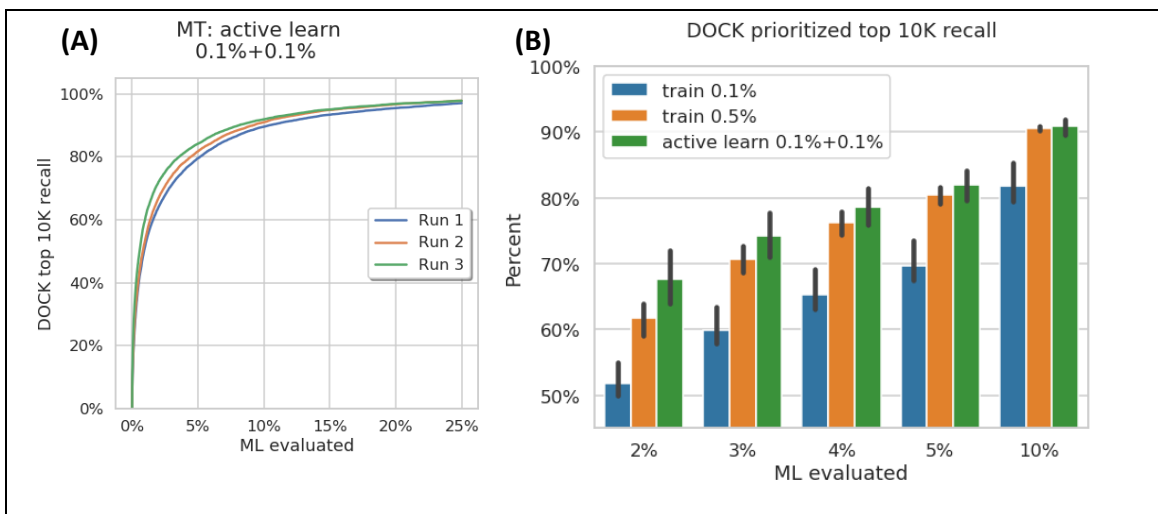 (A)
MT: active learn
0.1%+0.1%
100%
80%
60%
40%
20%
0%
DOCK top 10K recall
Run 1
Run 2
Run 3
0% 5% 10% 15% 20% 25%
ML evaluated
(B)
DOCK prioritized top 10K recall
100%
90%
80%
70%
60%
50%
Percent
train 0.1%
train 0.5%
active learn 0.1%+0.1%
2% 3% 4% 5% 10%
ML evaluated